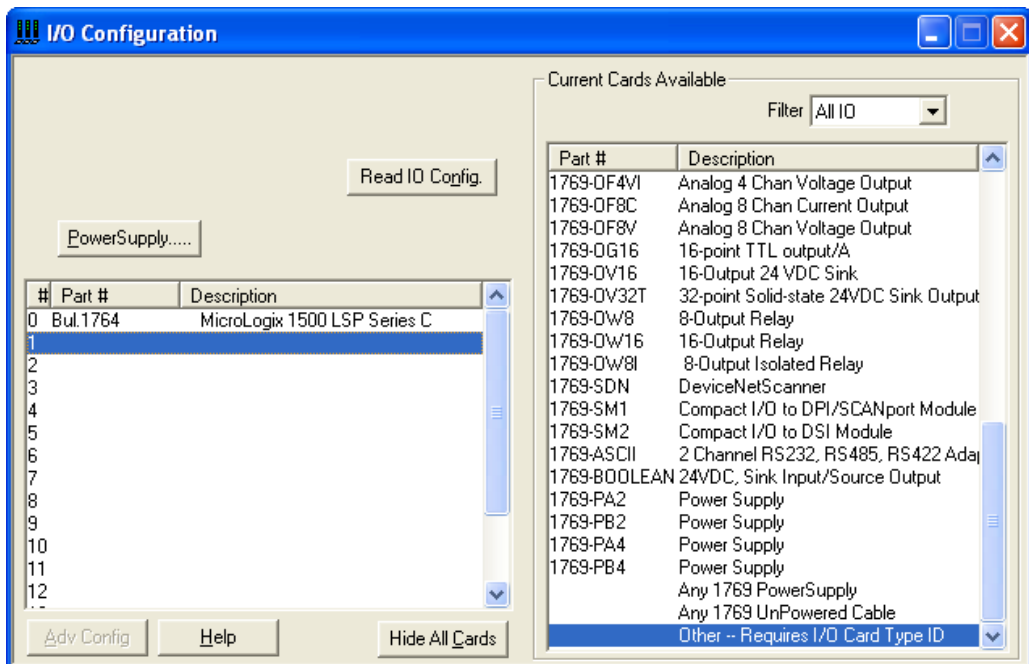 I/O Configuration
Current Cards Available
Filter All IO
Read IO Config.
PowerSupply.....
# Part # Description
0 Bul.1764 MicroLogix 1500 LSP Series C
1
2
3
4
5
6
7
8
9
10
11
12
Adv Config Help Hide All Cards
Part # Description
1769-OF4VI Analog 4 Chan Voltage Output
1769-OF8C Analog 8 Chan Current Output
1769-OF8V Analog 8 Chan Voltage Output
1769-OG16 16-point TTL output/A
1769-OV16 16-Output 24 VDC Sink
1769-OV32T 32-point Solid-state 24VDC Sink Output
1769-OW8 8-Output Relay
1769-OW16 16-Output Relay
1769-OW8I 8-Output Isolated Relay
1769-SDN DeviceNetScanner
1769-SM1 Compact I/O to DPI/SCANport Module
1769-SM2 Compact I/O to DSI Module
1769-ASCII 2 Channel RS232, RS485, RS422
1769-BOOLEAN 24VDC, Sink Input/Source Output
1769-PA2 Power Supply
1769-PB2 Power Supply
1769-PA4 Power Supply
1769-PB4 Power Supply
Any 1769 PowerSupply
Any 1769 UnPowered Cable
Other -- Requires I/O Card Type ID